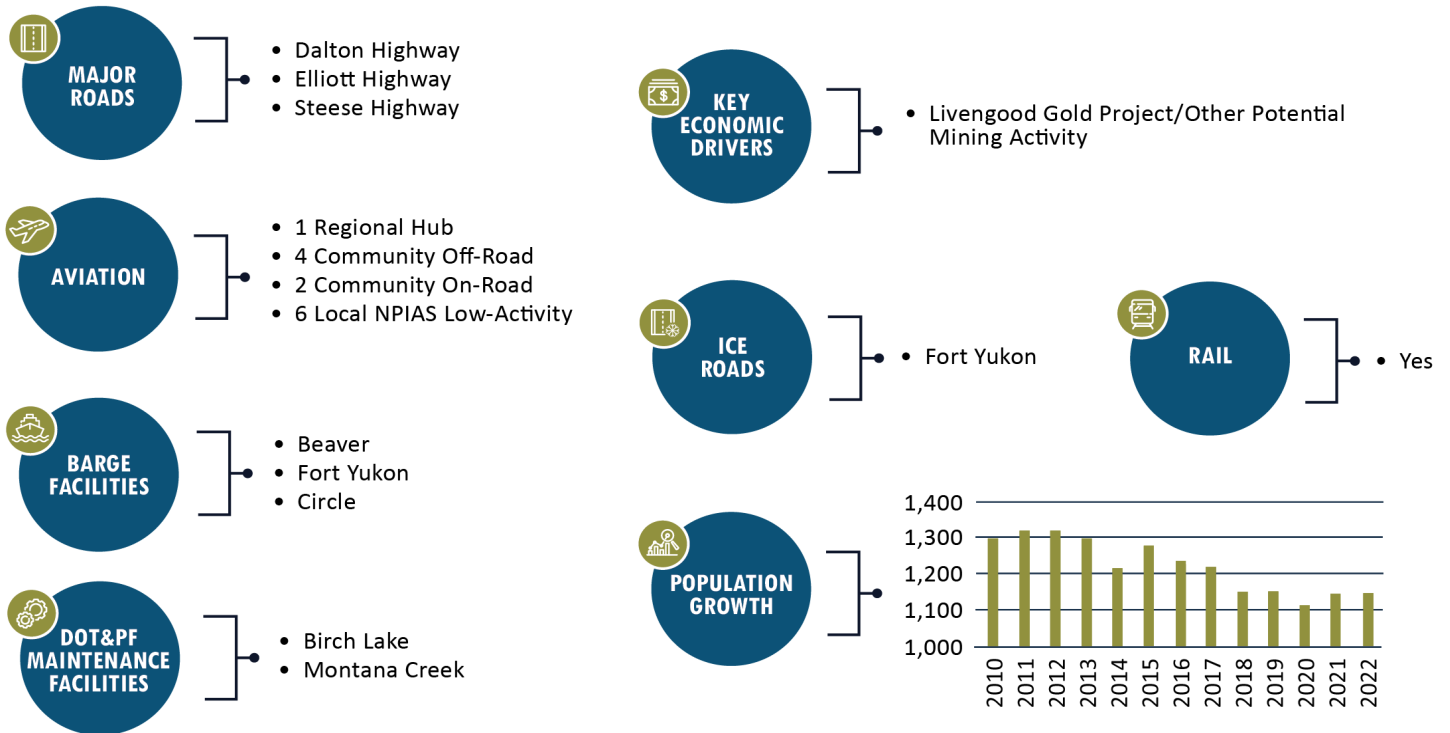 MAJOR
ROADS
• Dalton Highway
• Elliott Highway
• Steese Highway
AVIATION
• 1 Regional Hub
• 4 Community Off-Road
• 2 Community On-Road
• 6 Local NPIAS Low-Activity
BARGE
FACILITIES
• Beaver
• Fort Yukon
• Circle
DOT&PF
MAINTENANCE
FACILITIES
• Birch Lake
• Montana Creek
$
KEY
ECONOMIC
DRIVERS
• Livengood Gold Project/Other Potential
Mining Activity
ICE
ROADS
• Fort Yukon
RAIL
• Yes
POPULATION
GROWTH
1,400
1,300
1,200
1,100
1,000
2010
2011
2012
2013
2014
2015
2016
2017
2018
2019
2020
2021
2022